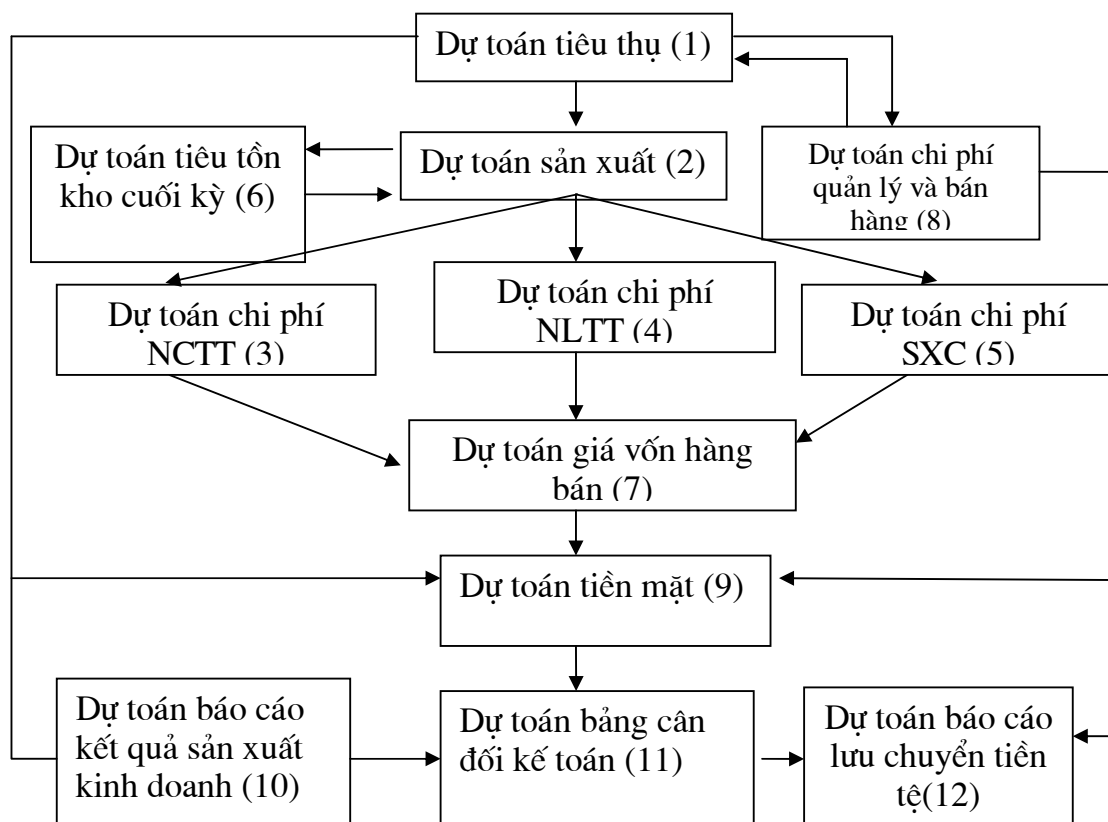 Dự toán tiêu thụ (1)
Dự toán tiêu tồn
kho cuối kỳ (6)
Dự toán sản xuất (2)
Dự toán chi phí
quản lý và bán
hàng (8)
Dự toán chi phí
NCTT (3)
Dự toán chi phí
NLTT (4)
Dự toán chi phí
SXC (5)
Dự toán giá vốn hàng
bán (7)
Dự toán tiền mặt (9)
Dự toán báo cáo
kết quả sản xuất
kinh doanh (10)
Dự toán bảng cân
đối kế toán (11)
Dự toán báo cáo
lưu chuyển tiền
tệ(12)